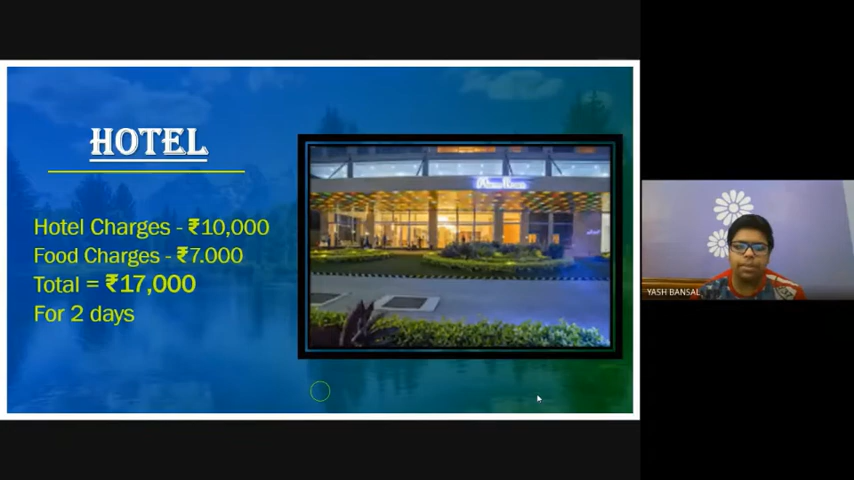 HOTEL
Hotel Charges - ₹10,000
Food Charges - ₹7.000
Total = ₹17,000
For 2 days
YASH BANSAL